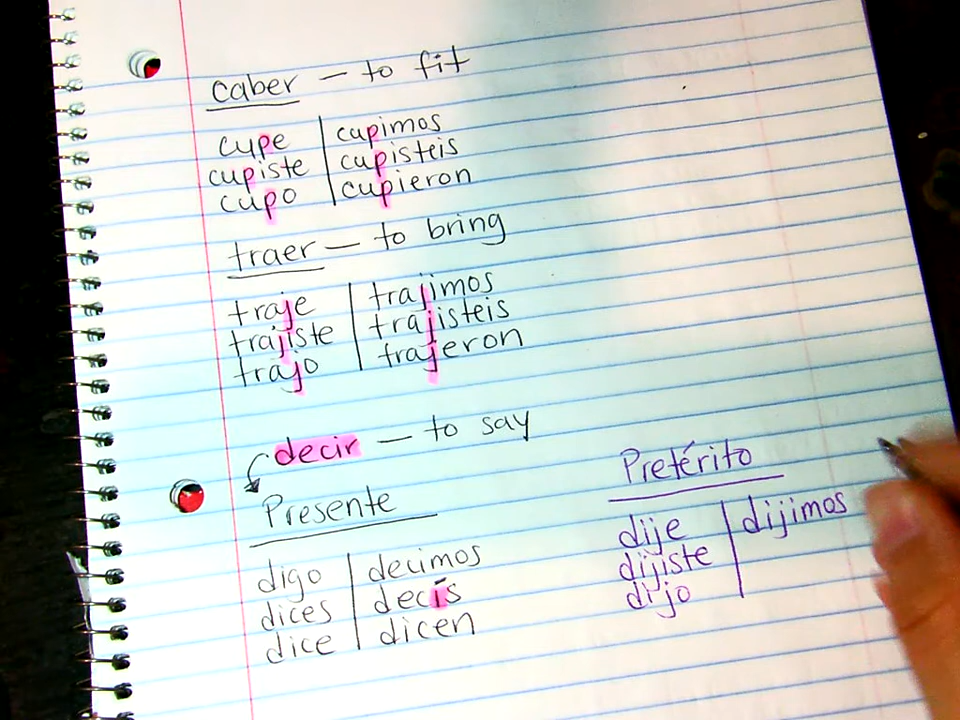 caber — to fit
cupe cupimos
cupiste cupisteis
cupo cupieron
traer — to bring
traje trajimos
trajiste trajisteis
trajo trajeron
decir — to say
Presente
digo decimos
dices decís
dice dicen
Pretérito
dije dijimos
dijiste
dijo